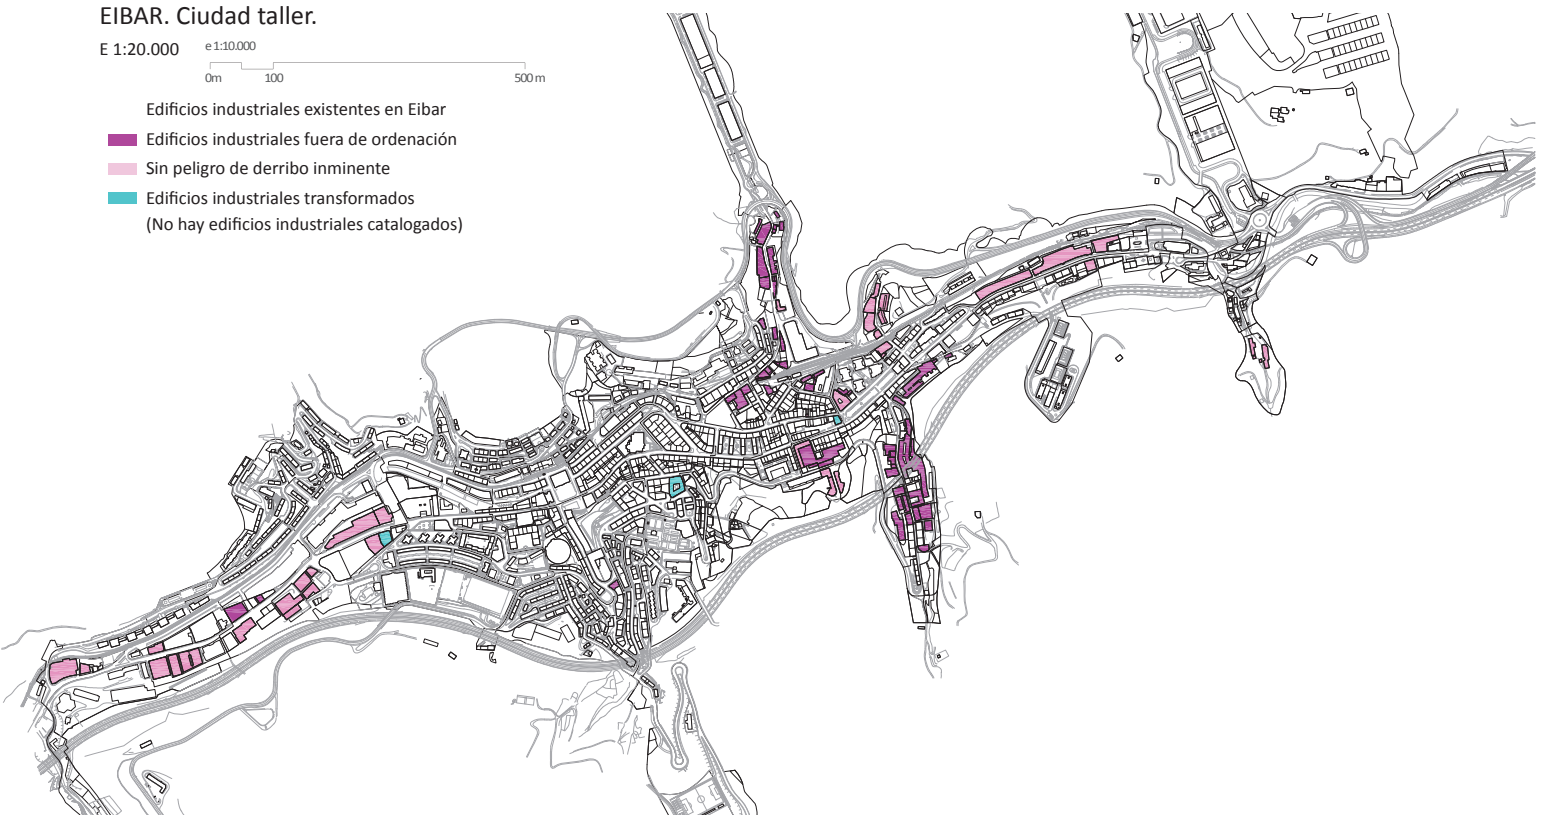 EIBAR. Ciudad taller.
E 1:20.000
e 1:10.000
0m 100 500 m
Edificios industriales existentes en Eibar
Edificios industriales fuera de ordenación
Sin peligro de derribo inminente
Edificios industriales transformados
(No hay edificios industriales catalogados)